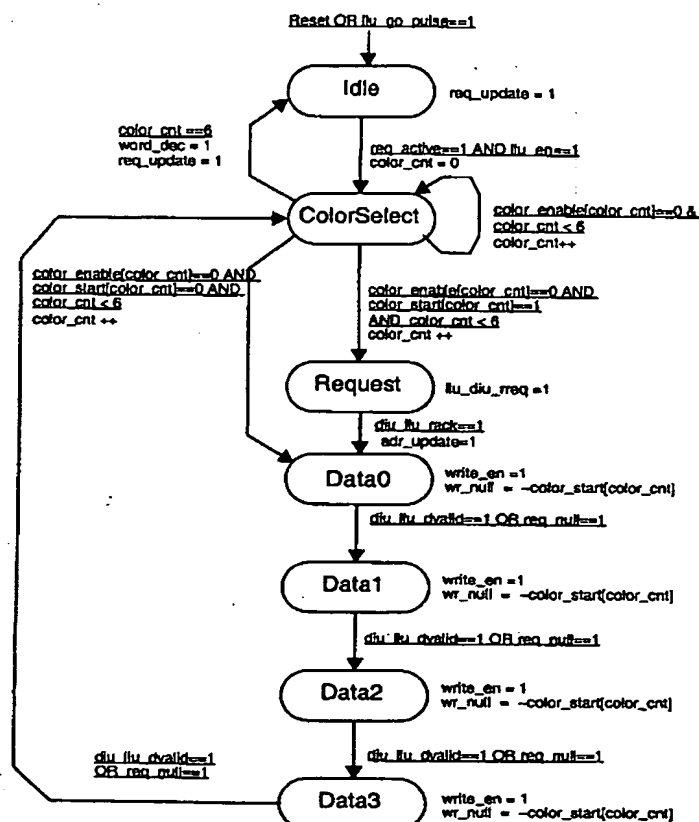 Reset OR llu_go_pulse==1
Idle
req_update = 1
color_cnt ==6
word_dec = 1
req_update = 1
req_active==1 AND llu_en==1
color_cnt = 0
ColorSelect
color_enable[color_cnt]==0 &
color_cnt < 6
color_cnt++
color_enable[color_cnt]==0 AND
color_start[color_cnt]==0 AND
color_cnt < 6
color_cnt ++
color_enable[color_cnt]==0 AND
color_start[color_cnt]==1
AND color_cnt < 6
color_cnt ++
Request
llu_diu_rreq =1
diu_llu_rack==1
adr_update=1
Data0
write_en =1
wr_null = ~color_start[color_cnt]
diu_llu_dvalid==1 OR req_null==1
Data1
write_en =1
wr_null = ~color_start[color_cnt]
diu_llu_dvalid==1 OR req_null==1
Data2
write_en = 1
wr_null = ~color_start[color_cnt]
diu_llu_dvalid==1
OR req_null==1
diu_llu_dvalid==1 OR req_null==1
Data3
write_en = 1
wr_null = ~color_start[color_cnt]